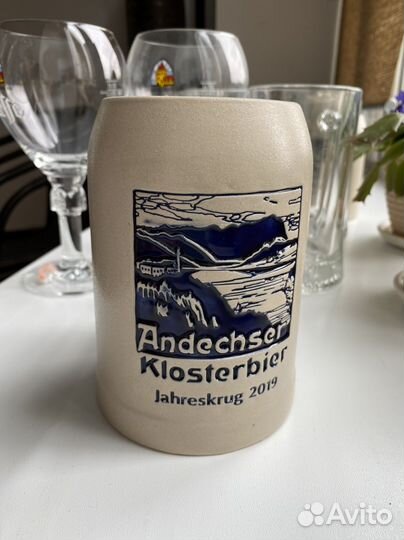 Andechser
Klosterbier
Jahreskrug 2019
Avito